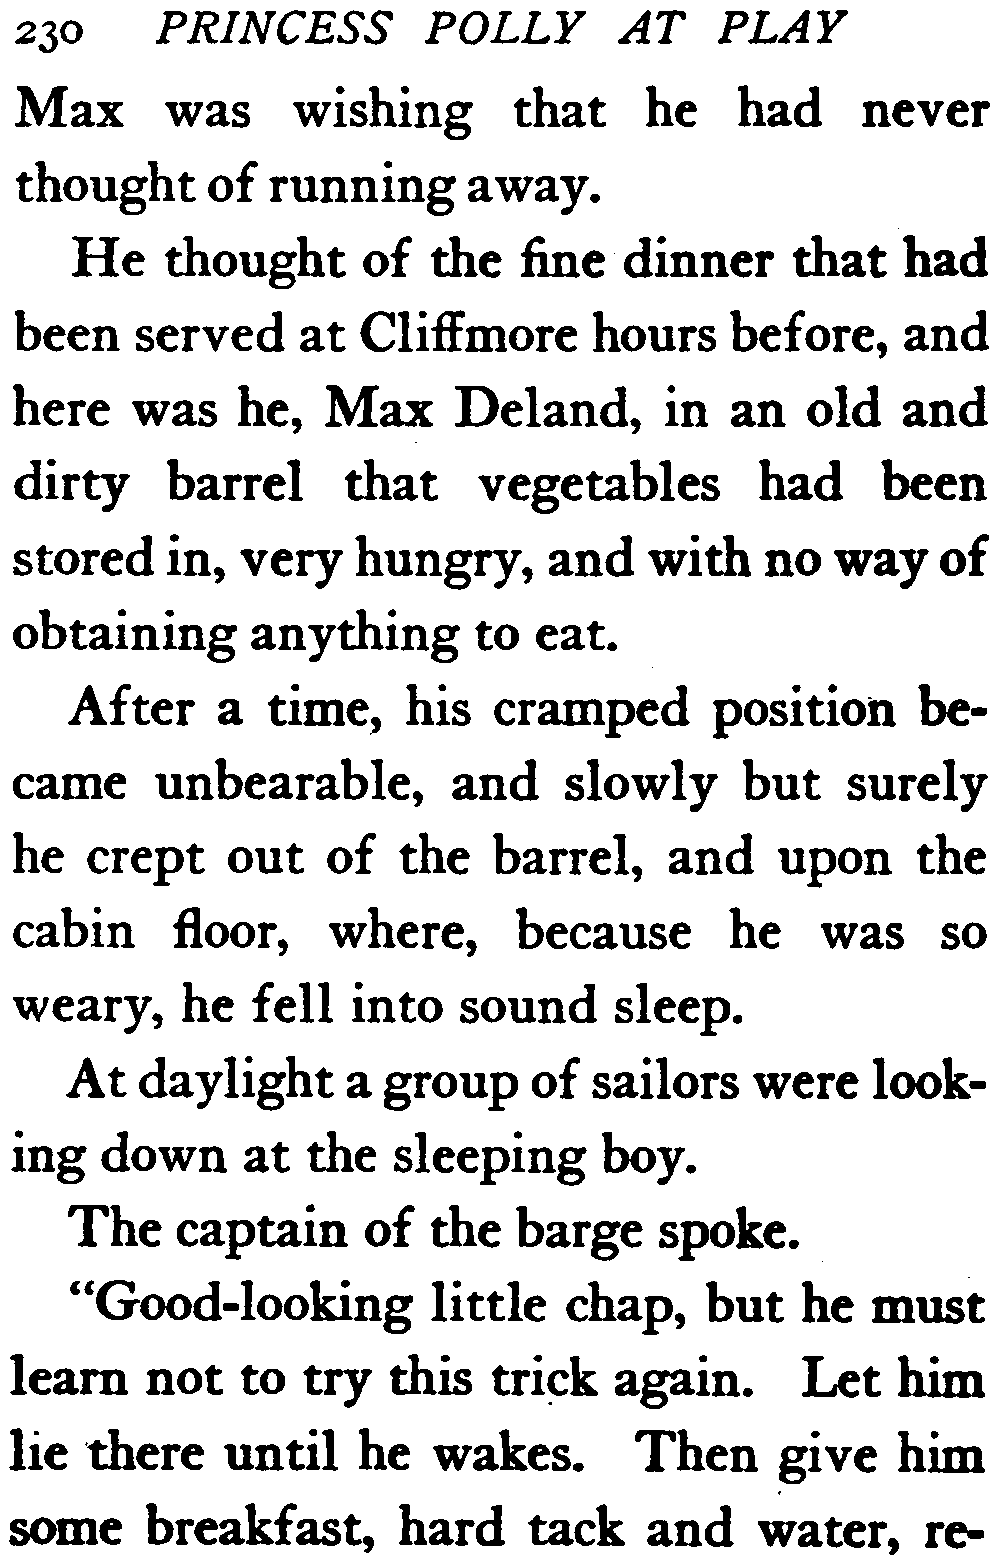 230 PRINCESS POLLY AT PLAY
Max was wishing that he had never
thought of running away.
He thought of the fine dinner that had
been served at Cliffmore hours before, and
here was he, Max Deland, in an old and
dirty barrel that vegetables had been
stored in, very hungry, and with no way of
obtaining anything to eat.
After a time, his cramped position be-
came unbearable, and slowly but surely
he crept out of the barrel, and upon the
cabin floor, where, because he was so
weary, he fell into sound sleep.
At daylight a group of sailors were look-
ing down at the sleeping boy.
The captain of the barge spoke.
“Good-looking little chap, but he must
learn not to try this trick again. Let him
lie there until he wakes. Then give him
some breakfast, hard tack and water, re-